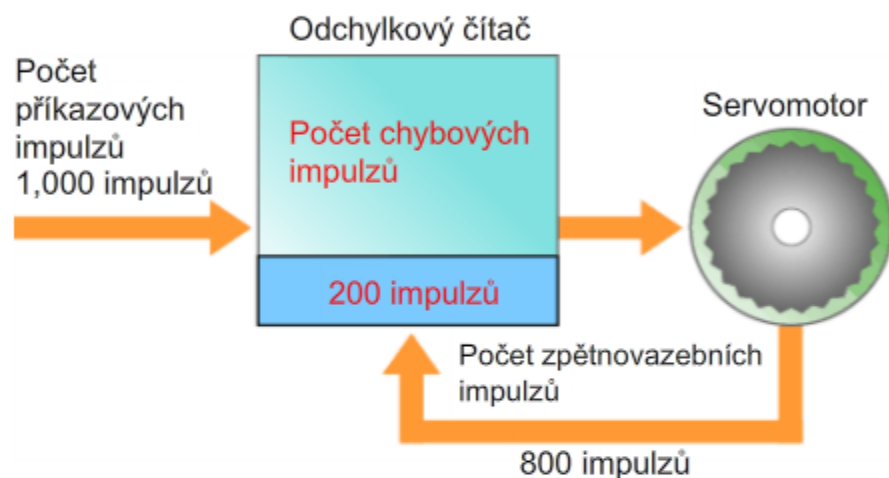 Odchylkový čítač
Počet
příkazových
impulzů
1,000 impulzů
Počet chybových
impulzů
200 impulzů
Servomotor
Počet zpětnovazebních
impulzů
800 impulzů